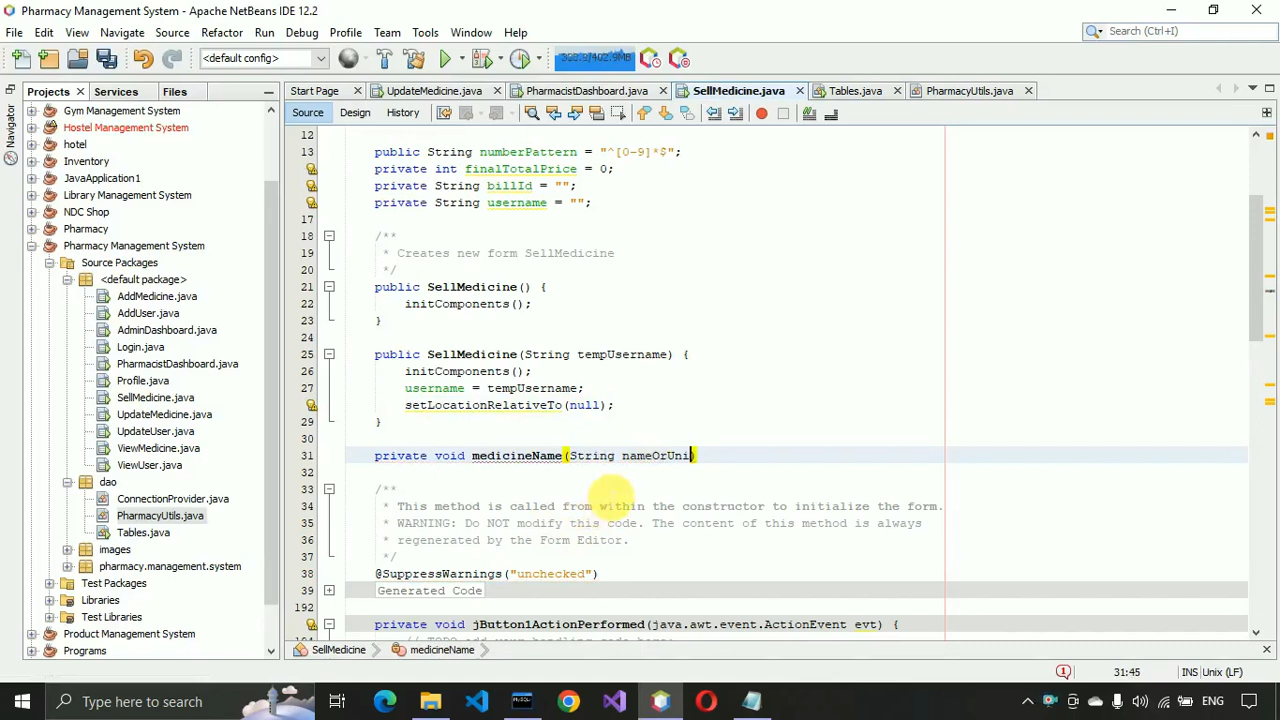 Pharmacy Management System - Apache NetBeans IDE 12.2
File Edit View Navigate Source Refactor Run Debug Profile Team Tools Window Help
Search (Ctrl+I)
<default config>
Projects Services Files
Start Page UpdateMedicine.java PharmacistDashboard.java SellMedicine.java Tables.java PharmacyUtils.java
Source Design History
Navigator
Gym Management System
Hostel Management System
hotel
Inventory
JavaApplication1
Library Management System
NDC Shop
Pharmacy
Pharmacy Management System
Source Packages
<default package>
AddMedicine.java
AddUser.java
AdminDashboard.java
Login.java
PharmacistDashboard.java
Profile.java
SellMedicine.java
UpdateMedicine.java
UpdateUser.java
ViewMedicine.java
ViewUser.java
dao
ConnectionProvider.java
PharmacyUtils.java
Tables.java
images
pharmacy.management.system
Test Packages
Libraries
Test Libraries
Product Management System
Programs
12
13 public String numberPattern = "^[0-9]*$";
private int finalTotalPrice = 0;
private String billId = "";
private String username = "";
17
18 /**
19 * Creates new form SellMedicine
20 */
21 public SellMedicine() {
22 initComponents();
23 }
24
25 public SellMedicine(String tempUsername) {
26 initComponents();
27 username = tempUsername;
setLocationRelativeTo(null);
29 }
30
31 private void medicineName(String nameOrUni)
32
33 /**
34 * This method is called from within the constructor to initialize the form.
35 * WARNING: Do NOT modify this code. The content of this method is always
36 * regenerated by the Form Editor.
37 */
38 @SuppressWarnings("unchecked")
39 Generated Code
192
private void jButton1ActionPerformed(java.awt.event.ActionEvent evt) {
// TODO add your handling code here:
SellMedicine medicineName
31:45 INS Unix (LF)
Type here to search
ENG